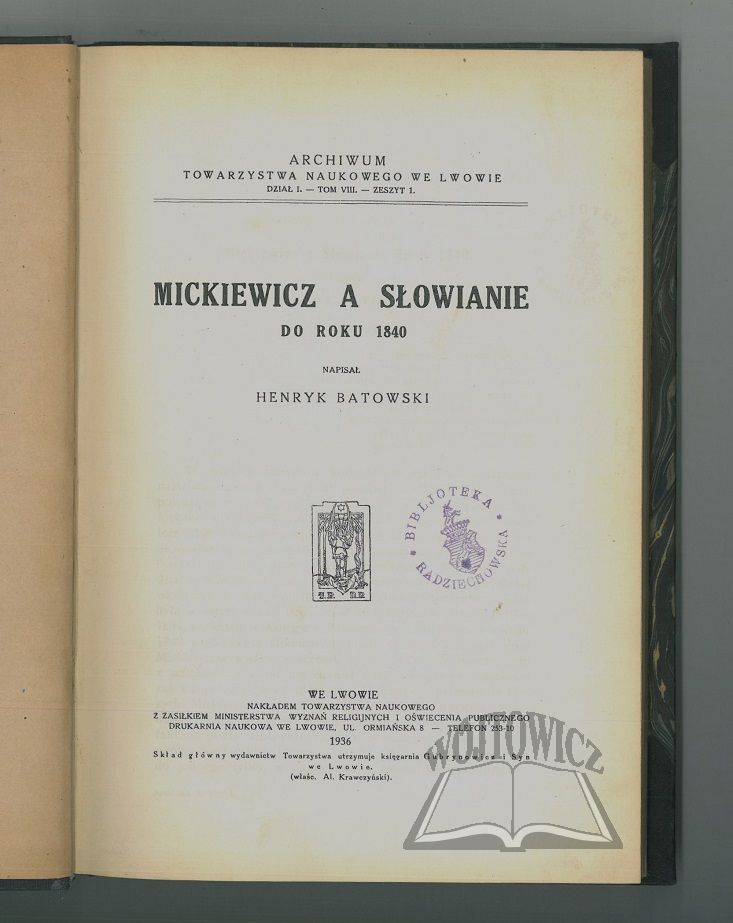 ARCHIWUM
TOWARZYSTWA NAUKOWEGO WE LWOWIE
DZIAŁ I. — TOM VIII. — ZESZYT 1.
MICKIEWICZ A SŁOWIANIE
DO ROKU 1840
NAPISAŁ
HENRYK BATOWSKI
BIBLJOTEKA
RADZIECHOWSKA
WE LWOWIE
NAKŁADEM TOWARZYSTWA NAUKOWEGO
Z ZASIŁKIEM MINISTERSTWA WYZNAŃ RELIGIJNYCH I OŚWIECENIA PUBLICZNEGO
DRUKARNIA NAUKOWA WE LWOWIE, UL. ORMIAŃSKA 8 — TELEFON 253-10
1936
Skład główny wydawnictw Towarzystwa utrzymuje księgarnia Gubrynowicz i Syn
we Lwowie.
(właśc. Al. Krawczyński).
WÓJTOWICZ